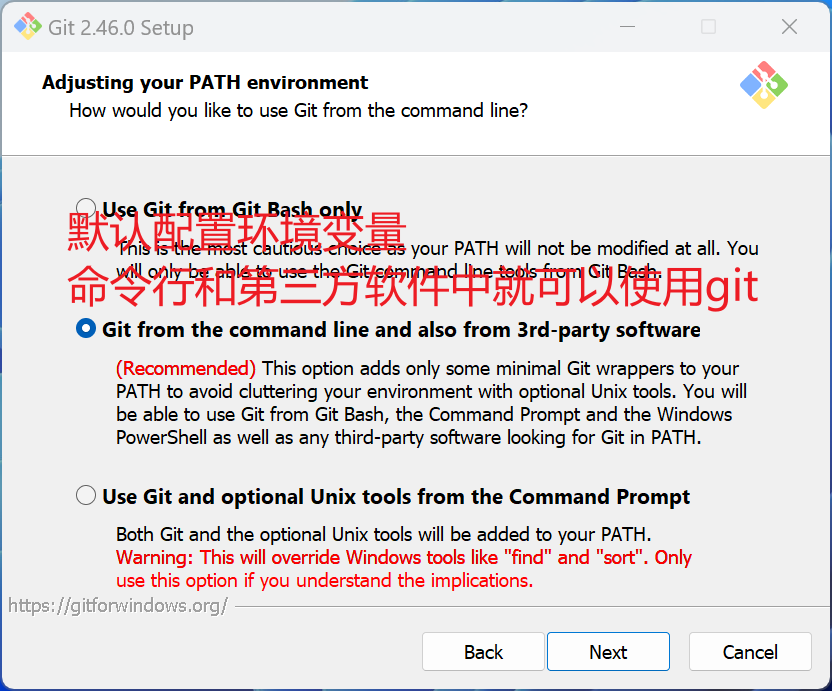 Git 2.46.0 Setup
Adjusting your PATH environment
How would you like to use Git from the command line?
Use Git from Git Bash only
默认配置环境变量
This is the most cautious choice as your PATH will not be modified at all. You
will only be able to use the Git command line tools from Git Bash.
命令行和第三方软件中就可以使用git
Git from the command line and also from 3rd-party software
(Recommended) This option adds only some minimal Git wrappers to your
PATH to avoid cluttering your environment with optional Unix tools. You will
be able to use Git from Git Bash, the Command Prompt and the Windows
PowerShell as well as any third-party software looking for Git in PATH.
Use Git and optional Unix tools from the Command Prompt
Both Git and the optional Unix tools will be added to your PATH.
Warning: This will override Windows tools like "find" and "sort". Only
use this option if you understand the implications.
https://gitforwindows.org/
Back Next Cancel